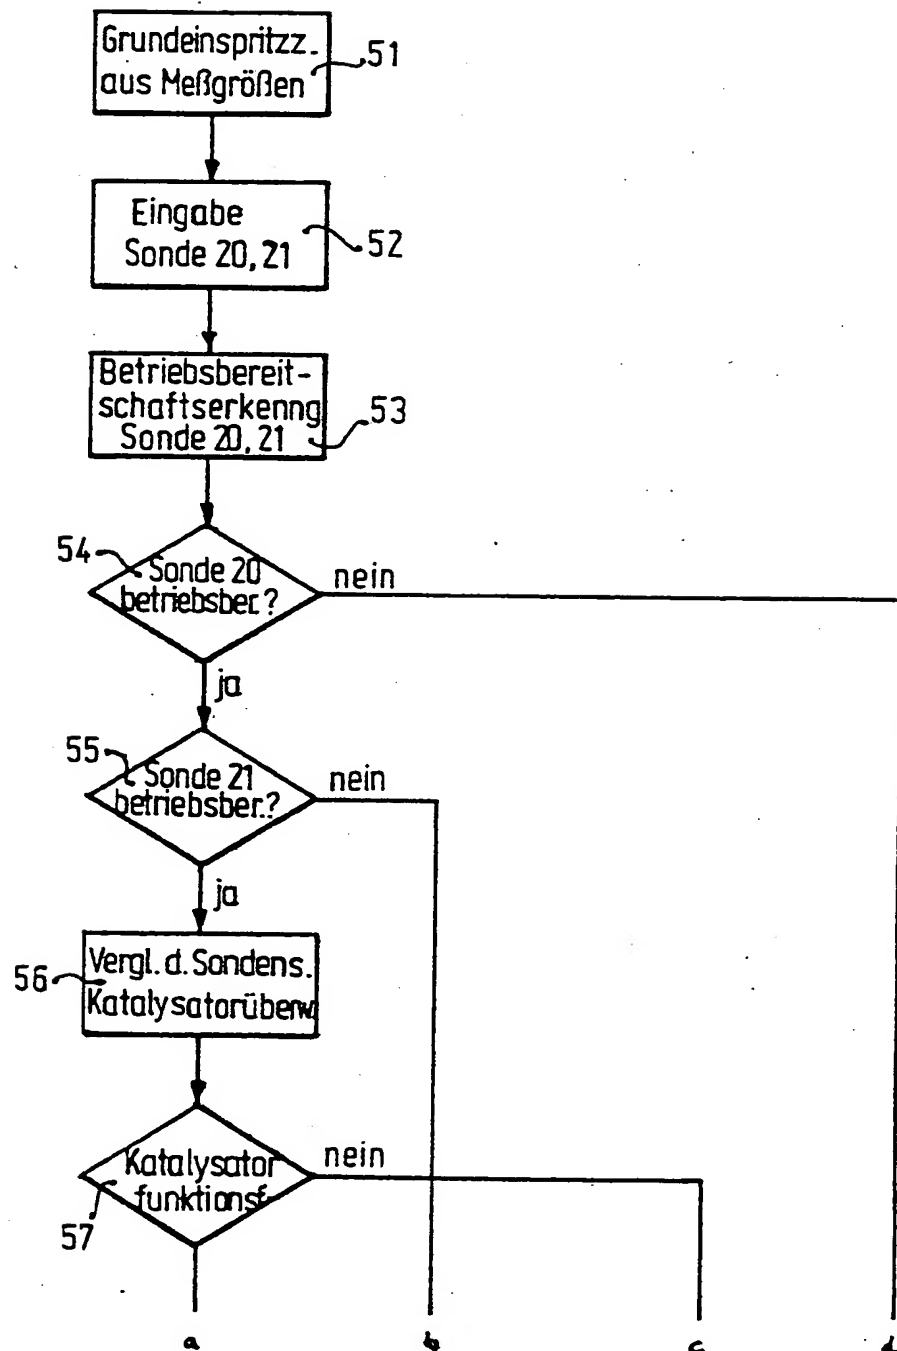 Grundeinspritzz.
aus Meßgrößen
51
Eingabe
Sonde 20, 21
52
Betriebsbereit-
schaftserkenng
Sonde 20, 21
53
54
Sonde 20
betriebsber.?
nein
ja
55
Sonde 21
betriebsber.?
nein
ja
56
Vergl. d. Sondens.
Katalysatorüberw.
Katalysator
funktionsf.
nein
57
a
b
c
d